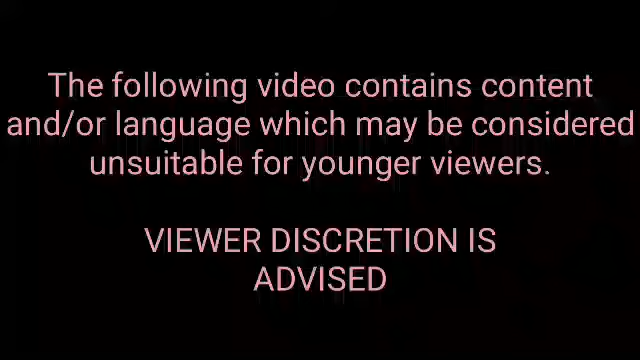 The following video contains content
and/or language which may be considered
unsuitable for younger viewers.
VIEWER DISCRETION IS
ADVISED